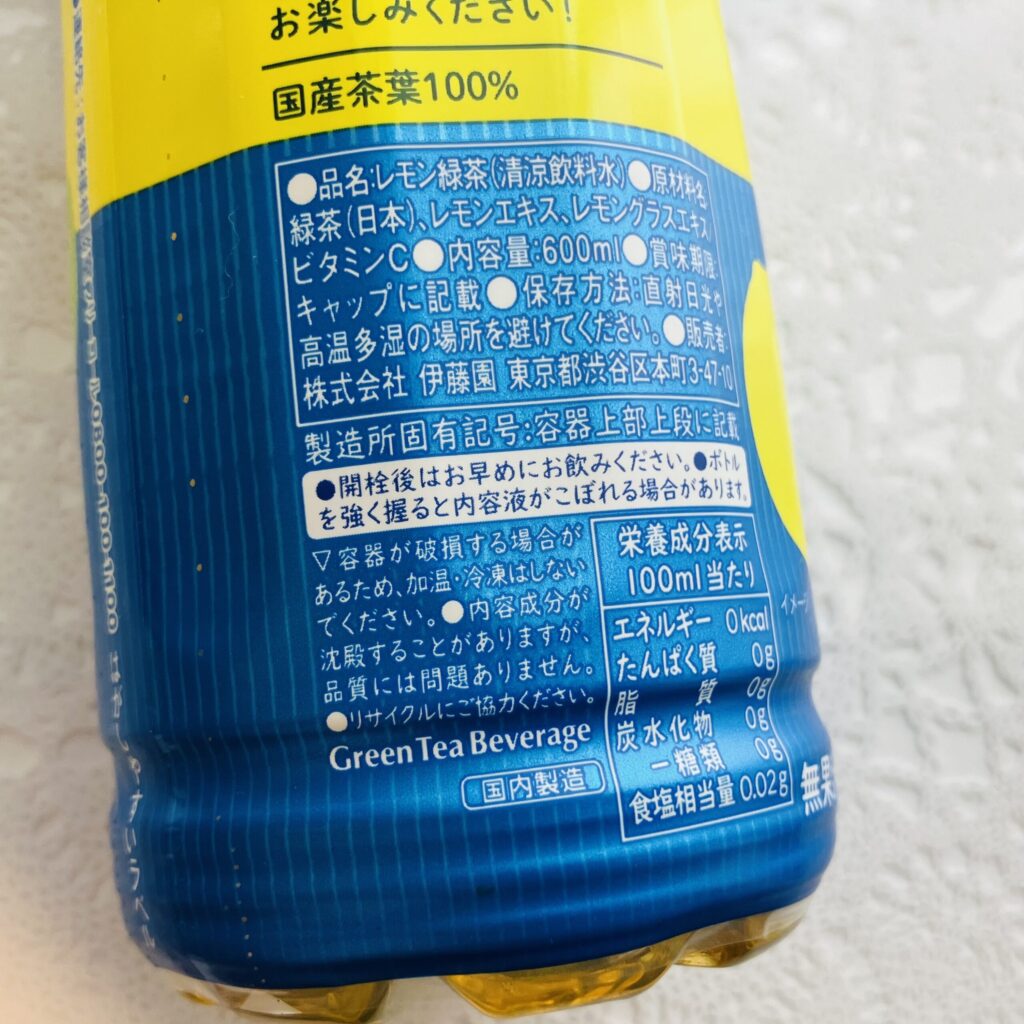 お楽しみください!
国産茶葉100%
●品名:レモン緑茶(清涼飲料水)●原材料名:
緑茶(日本)、レモンエキス、レモングラスエキス
ビタミンC●内容量:600ml●賞味期限:
キャップに記載●保存方法:直射日光や
高温多湿の場所を避けてください。●販売者:
株式会社 伊藤園 東京都渋谷区本町3-47-10
製造所固有記号:容器上部上段に記載
●開栓後はお早めにお飲みください。●ボトル
を強く握ると内容液がこぼれる場合があります。
▽容器が破損する場合が
あるため、加温・冷凍はしない
でください。●内容成分が
沈殿することがありますが、
品質には問題ありません。
●リサイクルにご協力ください。
Green Tea Beverage
国内製造
栄養成分表示
100ml当たり
エネルギー 0kcal
たんぱく質 0g
脂質 0g
炭水化物 0g
-糖類 0g
食塩相当量 0.02g
イメージ
無果
はがしやすいラベル